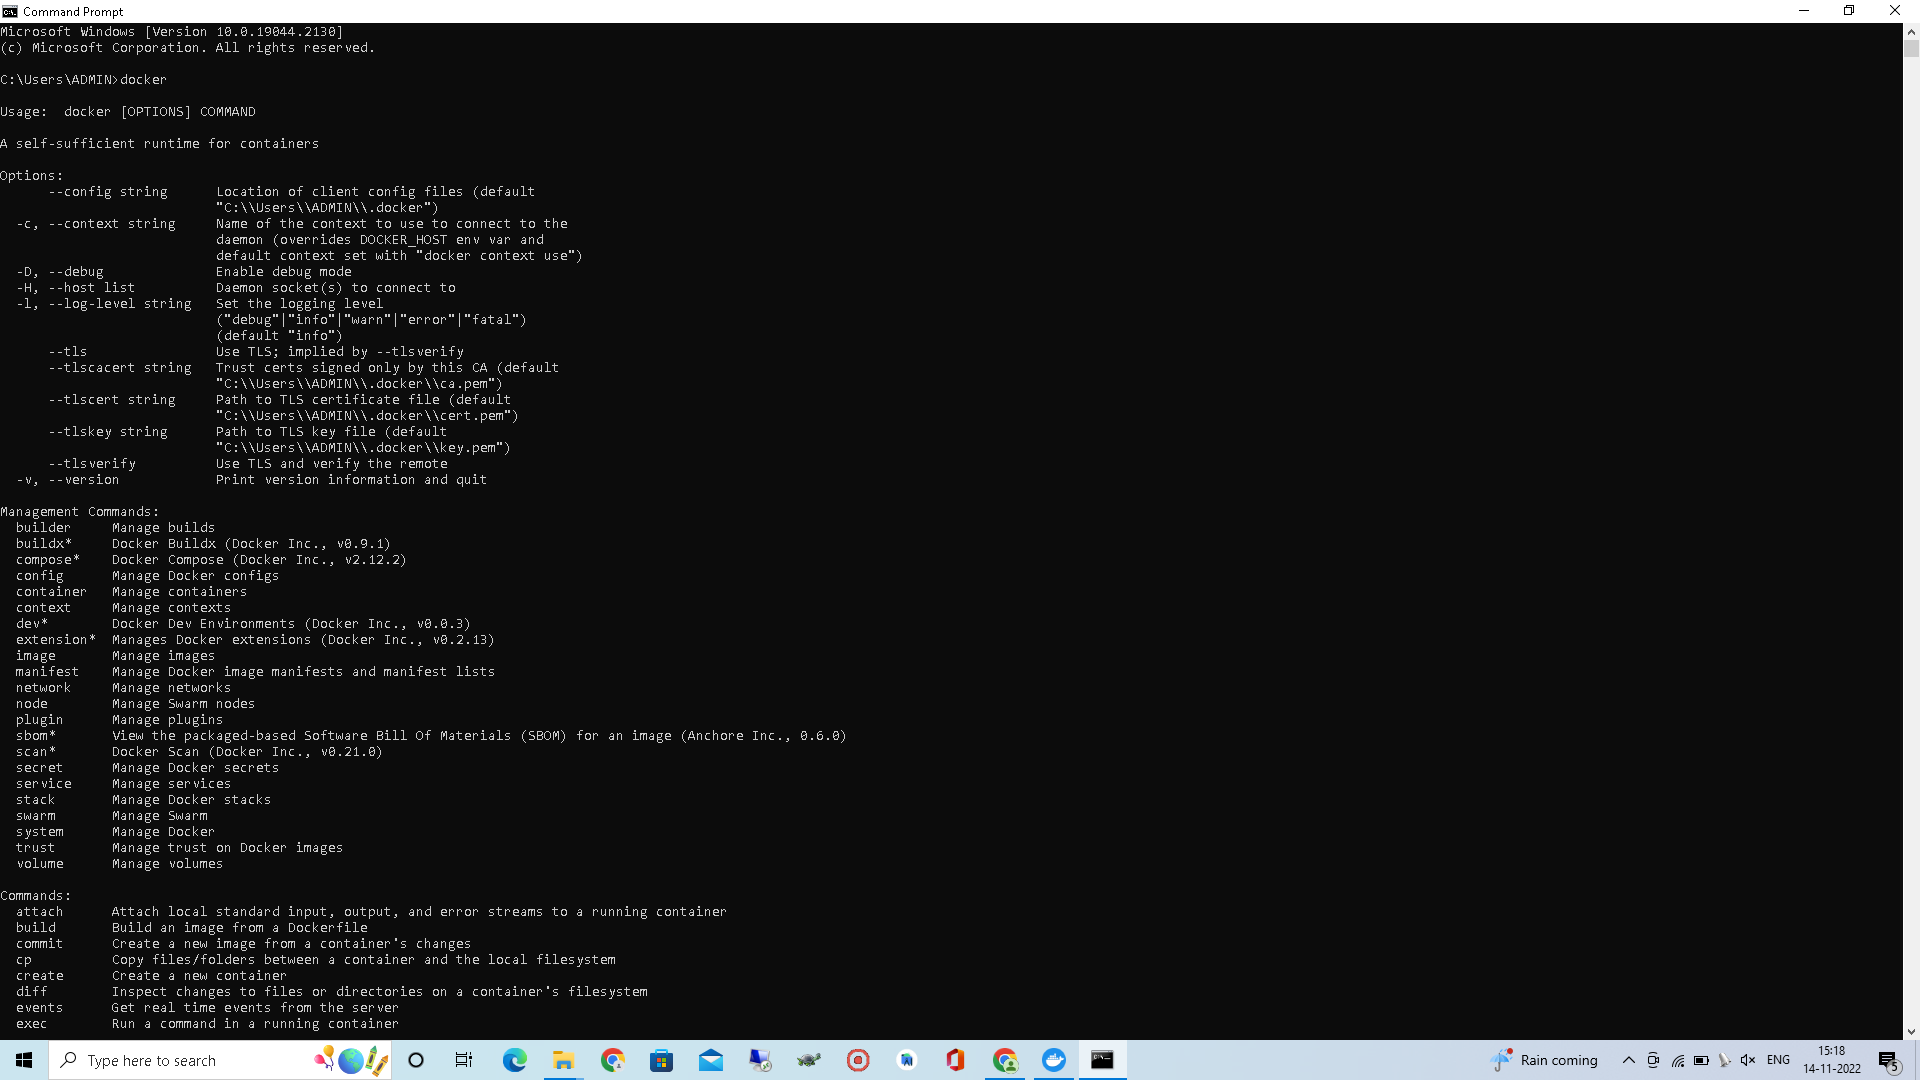 Command Prompt
Microsoft Windows [Version 10.0.19044.2130]
(c) Microsoft Corporation. All rights reserved.
C:\Users\ADMIN>docker
Usage:  docker [OPTIONS] COMMAND
A self-sufficient runtime for containers
Options:
      --config string      Location of client config files (default
                           "C:\\Users\\ADMIN\\.docker")
  -c, --context string     Name of the context to use to connect to the
                           daemon (overrides DOCKER_HOST env var and
                           default context set with "docker context use")
  -D, --debug              Enable debug mode
  -H, --host list          Daemon socket(s) to connect to
  -l, --log-level string   Set the logging level
                           ("debug"|"info"|"warn"|"error"|"fatal")
                           (default "info")
      --tls                Use TLS; implied by --tlsverify
      --tlscacert string   Trust certs signed only by this CA (default
                           "C:\\Users\\ADMIN\\.docker\\ca.pem")
      --tlscert string     Path to TLS certificate file (default
                           "C:\\Users\\ADMIN\\.docker\\cert.pem")
      --tlskey string      Path to TLS key file (default
                           "C:\\Users\\ADMIN\\.docker\\key.pem")
      --tlsverify          Use TLS and verify the remote
  -v, --version            Print version information and quit
Management Commands:
  builder     Manage builds
  buildx*     Docker Buildx (Docker Inc., v0.9.1)
  compose*    Docker Compose (Docker Inc., v2.12.2)
  config      Manage Docker configs
  container   Manage containers
  context     Manage contexts
  dev*        Docker Dev Environments (Docker Inc., v0.0.3)
  extension*  Manages Docker extensions (Docker Inc., v0.2.13)
  image       Manage images
  manifest    Manage Docker image manifests and manifest lists
  network     Manage networks
  node        Manage Swarm nodes
  plugin      Manage plugins
  sbom*       View the packaged-based Software Bill Of Materials (SBOM) for an image (Anchore Inc., 0.6.0)
  scan*       Docker Scan (Docker Inc., v0.21.0)
  secret      Manage Docker secrets
  service     Manage services
  stack       Manage Docker stacks
  swarm       Manage Swarm
  system      Manage Docker
  trust       Manage trust on Docker images
  volume      Manage volumes
Commands:
  attach      Attach local standard input, output, and error streams to a running container
  build       Build an image from a Dockerfile
  commit      Create a new image from a container's changes
  cp          Copy files/folders between a container and the local filesystem
  create      Create a new container
  diff        Inspect changes to files or directories on a container's filesystem
  events      Get real time events from the server
  exec        Run a command in a running container
Type here to search
Rain coming
ENG
15:18
14-11-2022
5